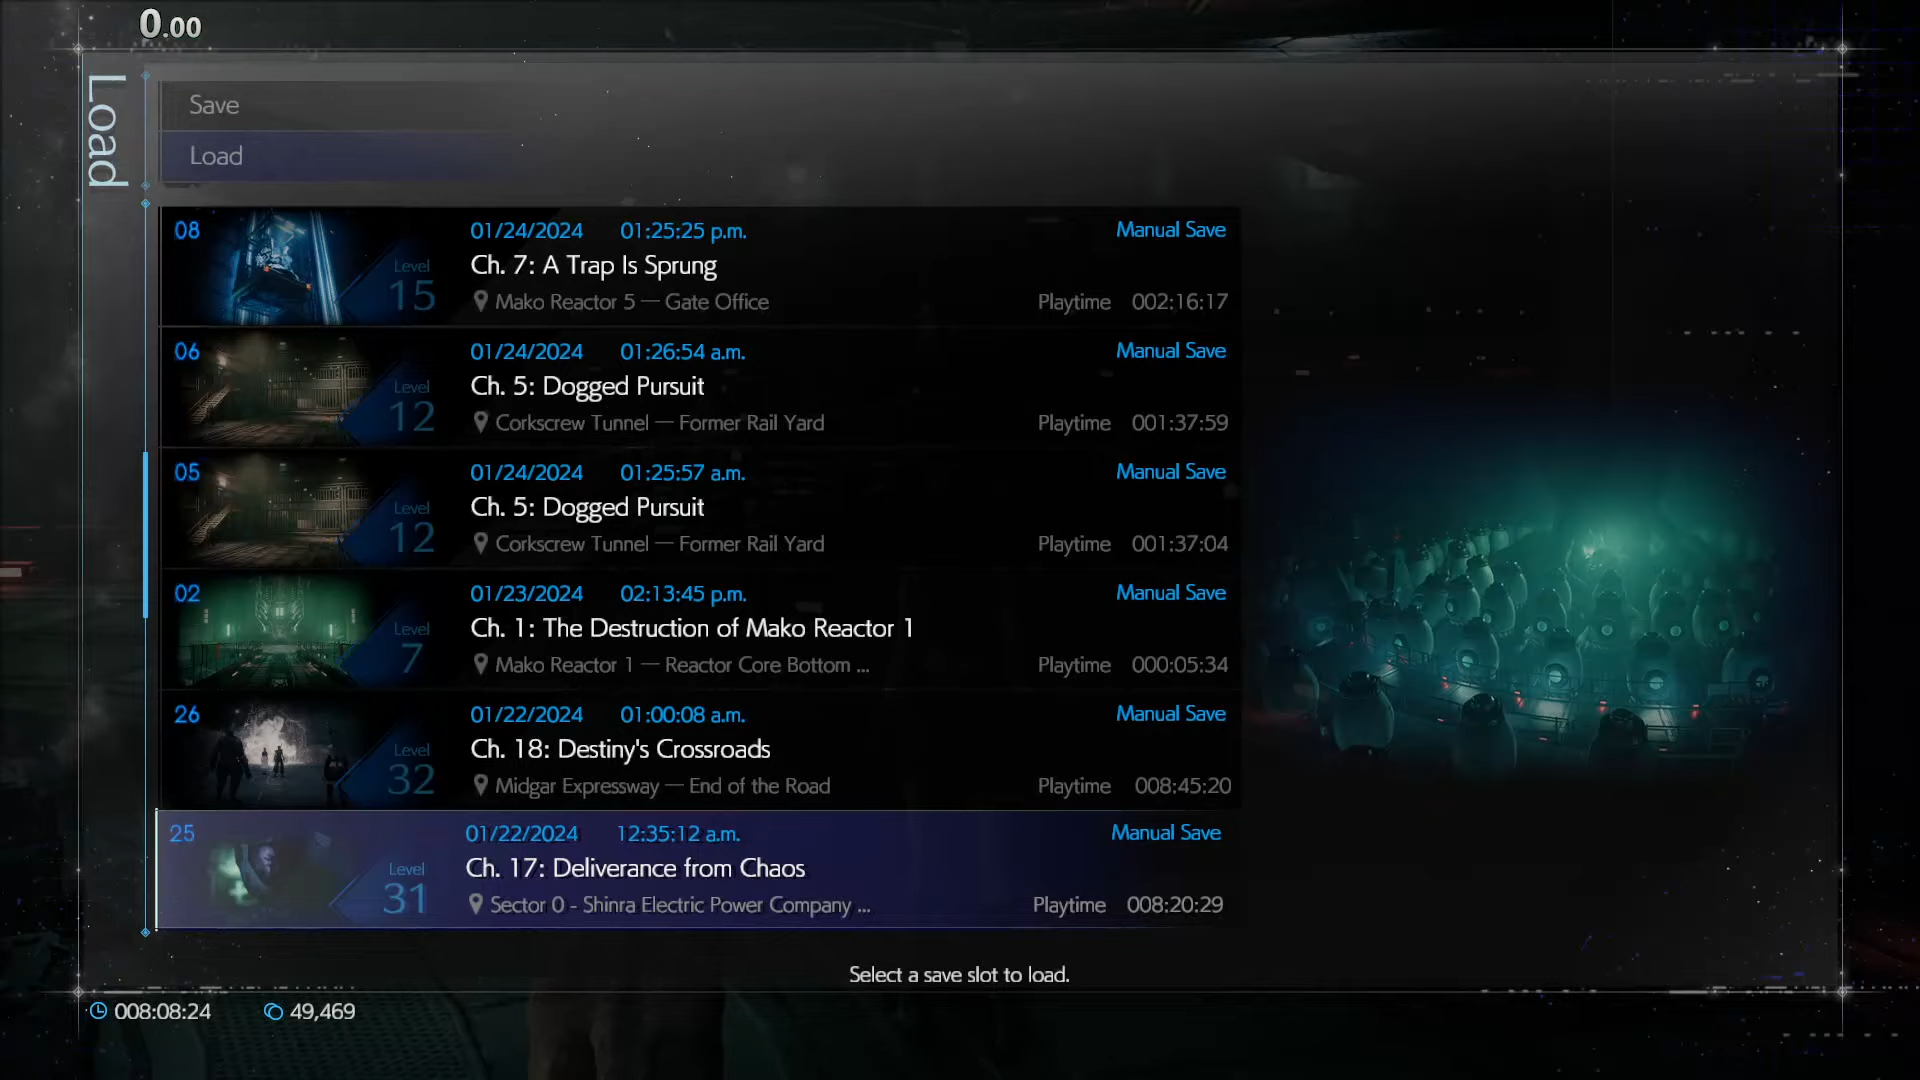 0.00
Load
Save
Load
08
Level
15
01/24/2024 01:25:25 p.m.
Manual Save
Ch. 7: A Trap Is Sprung
Mako Reactor 5 — Gate Office
Playtime 002:16:17
06
Level
12
01/24/2024 01:26:54 a.m.
Manual Save
Ch. 5: Dogged Pursuit
Corkscrew Tunnel — Former Rail Yard
Playtime 001:37:59
05
Level
12
01/24/2024 01:25:57 a.m.
Manual Save
Ch. 5: Dogged Pursuit
Corkscrew Tunnel — Former Rail Yard
Playtime 001:37:04
02
Level
7
01/23/2024 02:13:45 p.m.
Manual Save
Ch. 1: The Destruction of Mako Reactor 1
Mako Reactor 1 — Reactor Core Bottom ...
Playtime 000:05:34
26
Level
32
01/22/2024 01:00:08 a.m.
Manual Save
Ch. 18: Destiny's Crossroads
Midgar Expressway — End of the Road
Playtime 008:45:20
25
Level
31
01/22/2024 12:35:12 a.m.
Manual Save
Ch. 17: Deliverance from Chaos
Sector 0 - Shinra Electric Power Company ...
Playtime 008:20:29
Select a save slot to load.
008:08:24 49,469